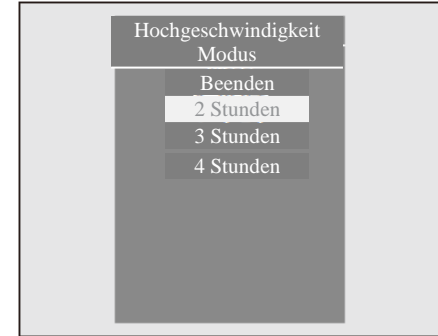 Hochgeschwindigkeit
Modus
Beenden
2 Stunden
3 Stunden
4 Stunden